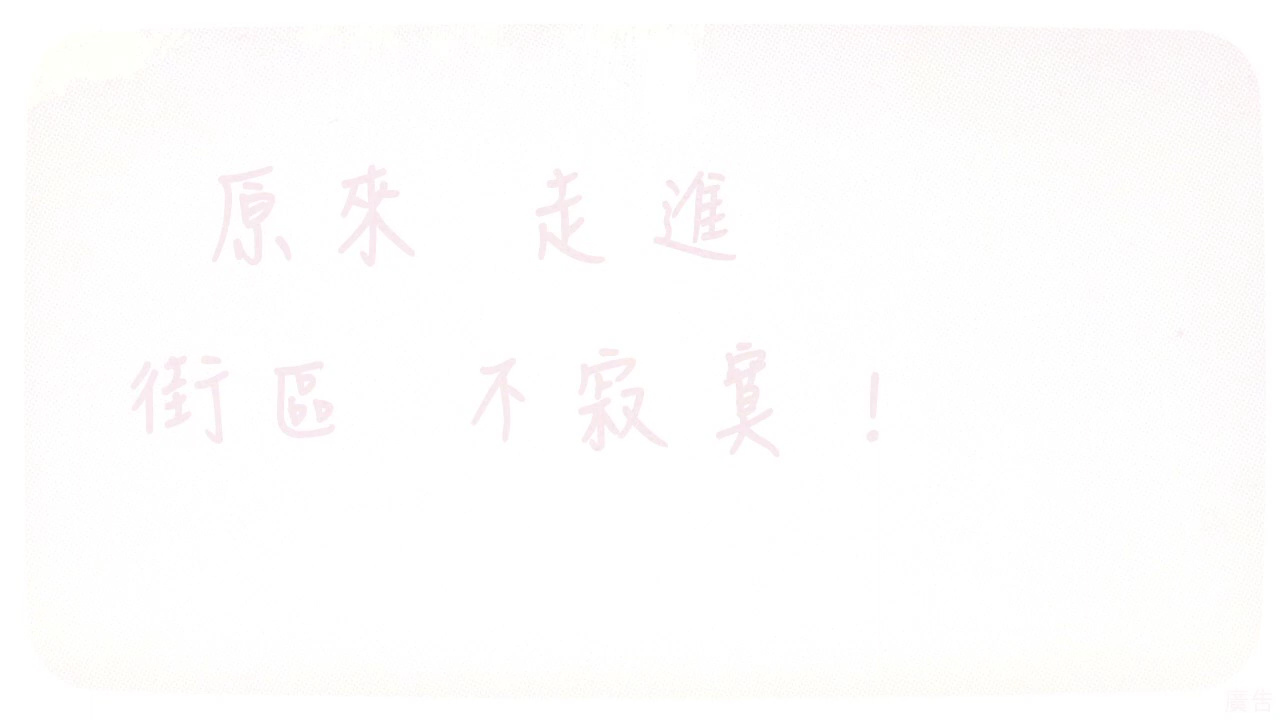 原來 走進
街區 不寂寞!
廣告